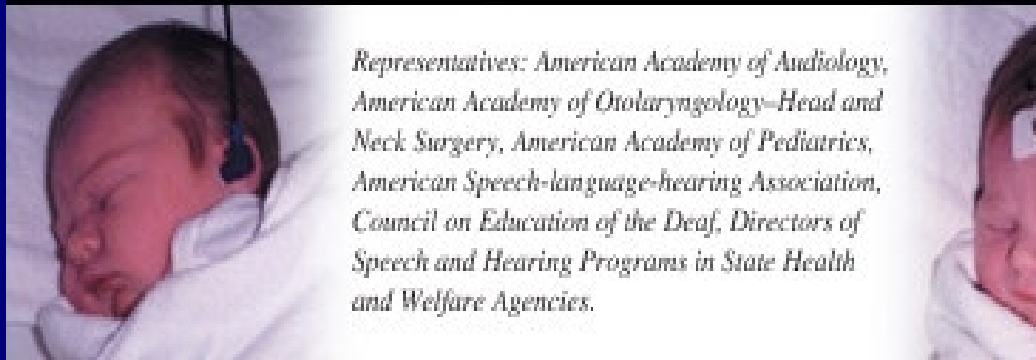 Representatives: American Academy of Audiology,
American Academy of Otolaryngology–Head and
Neck Surgery, American Academy of Pediatrics,
American Speech-language-hearing Association,
Council on Education of the Deaf, Directors of
Speech and Hearing Programs in State Health
and Welfare Agencies.